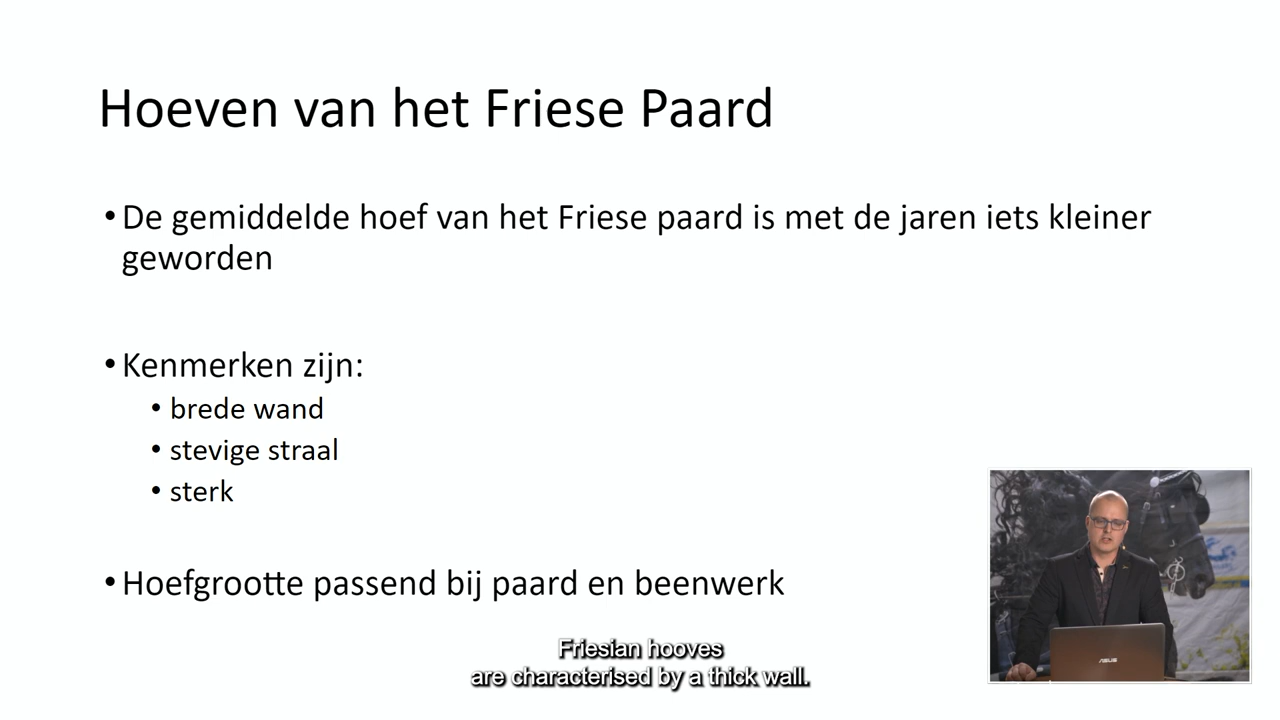 Hoeven van het Friese Paard
• De gemiddelde hoef van het Friese paard is met de jaren iets kleiner
geworden
• Kenmerken zijn:
• brede wand
• stevige straal
• sterk
• Hoefgrootte passend bij paard en beenwerk
ASUS
Friesian hooves
are characterised by a thick wall.